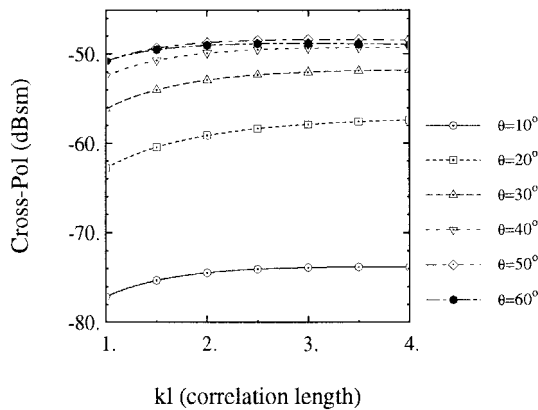 -50.
-60.
-70.
-80.
Cross-Pol (dBsm)
1. 2. 3. 4.
kl (correlation length)
θ=10°
θ=20°
θ=30°
θ=40°
θ=50°
θ=60°